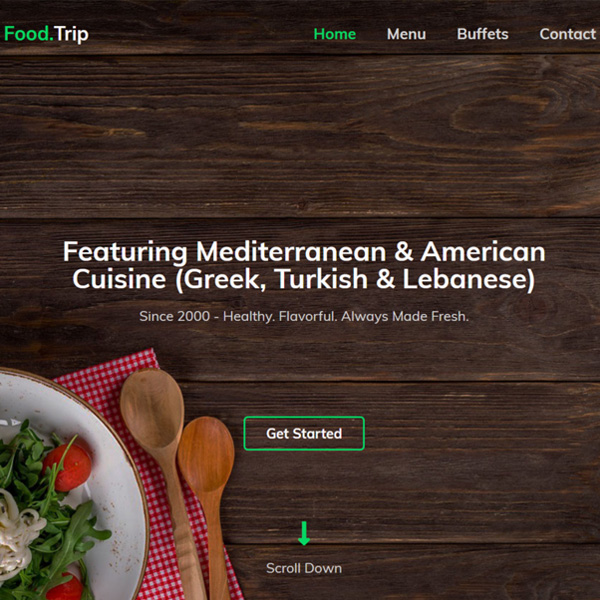 Food.Trip
Home Menu Buffets Contact
Featuring Mediterranean & American
Cuisine (Greek, Turkish & Lebanese)
Since 2000 - Healthy. Flavorful. Always Made Fresh.
Get Started
Scroll Down